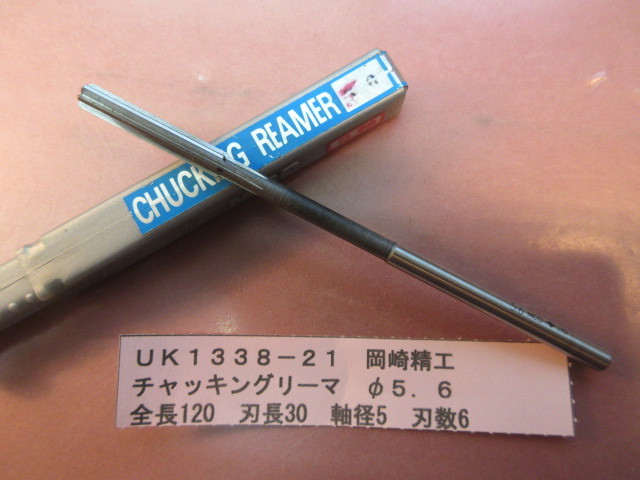 CHUCKING REAMER
UK1338-21 岡崎精工
チャッキングリーマ φ5.6
全長120 刃長30 軸径5 刃数6